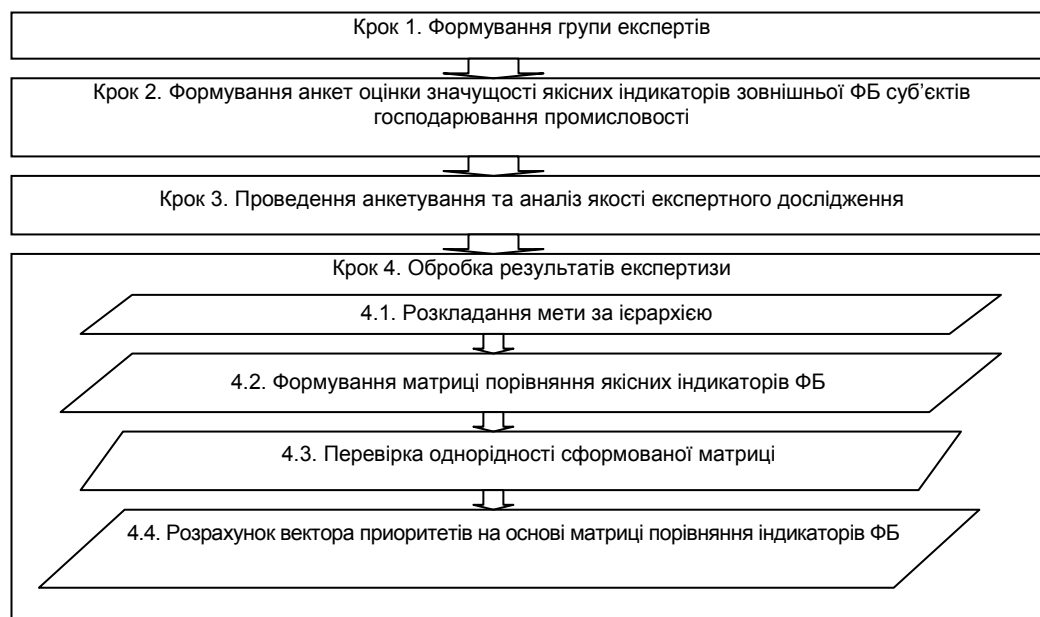 Крок 1. Формування групи експертів
Крок 2. Формування анкет оцінки значущості якісних індикаторів зовнішньої ФБ суб’єктів
господарювання промисловості
Крок 3. Проведення анкетування та аналіз якості експертного дослідження
Крок 4. Обробка результатів експертизи
4.1. Розкладання мети за ієрархією
4.2. Формування матриці порівняння якісних індикаторів ФБ
4.3. Перевірка однорідності сформованої матриці
4.4. Розрахунок вектора приоритетів на основі матриці порівняння індикаторів ФБ